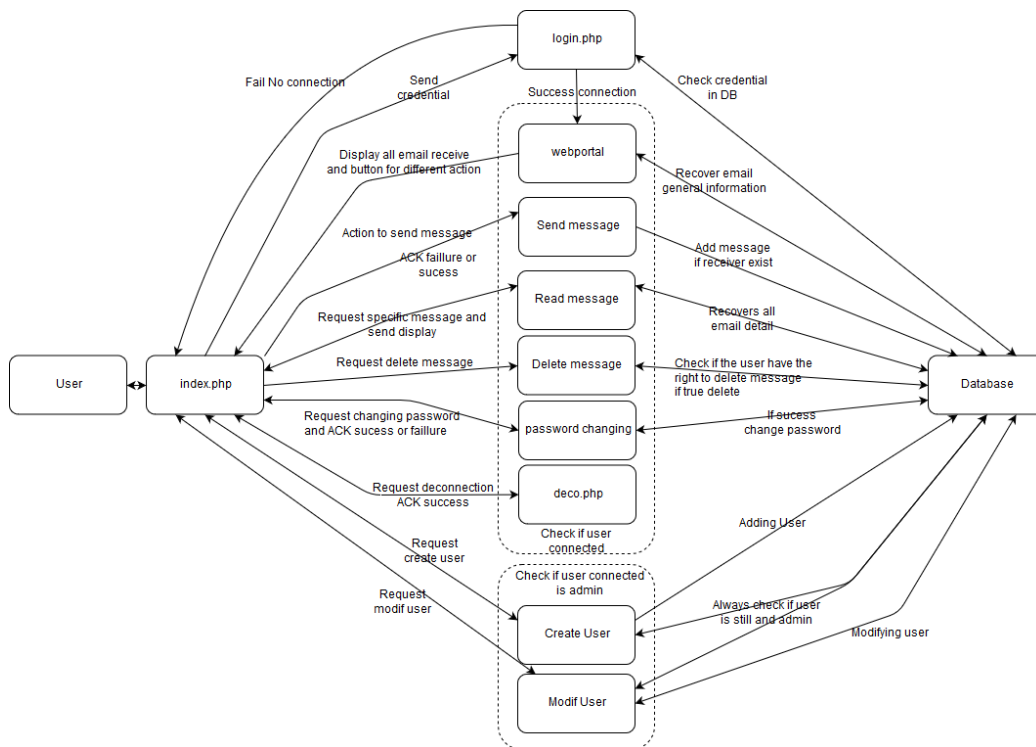 login.php
Fail No connection
Send
credential
Check credential
in DB
Success connection
webportal
Display all email receive
and button for different action
Recover email
general information
Action to send message
Send message
ACK faillure or
sucess
Add message
if receiver exist
Read message
Request specific message and
send display
Recovers all
email detail
Request delete message
Delete message
Check if the user have the
right to delete message
if true delete
User
index.php
Database
Request changing password
and ACK sucess or faillure
password changing
If sucess
change password
Request deconnection
ACK success
deco.php
Check if user
connected
Adding User
Request
create user
Check if user connected
is admin
Request
modif user
Create User
Always check if user
is still and admin
Modifying user
Modif User